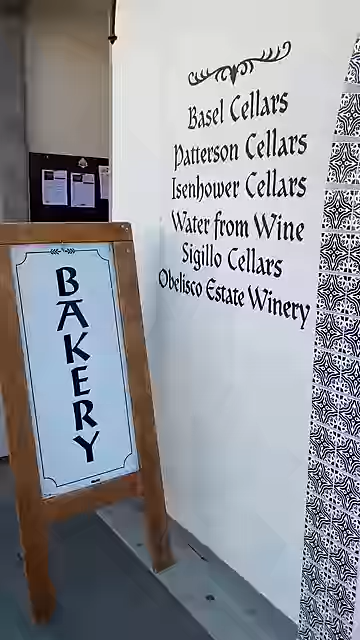 Basel Cellars
Patterson Cellars
Isenhower Cellars
Water from Wine
Sigillo Cellars
Obelisco Estate Winery
BAKERY